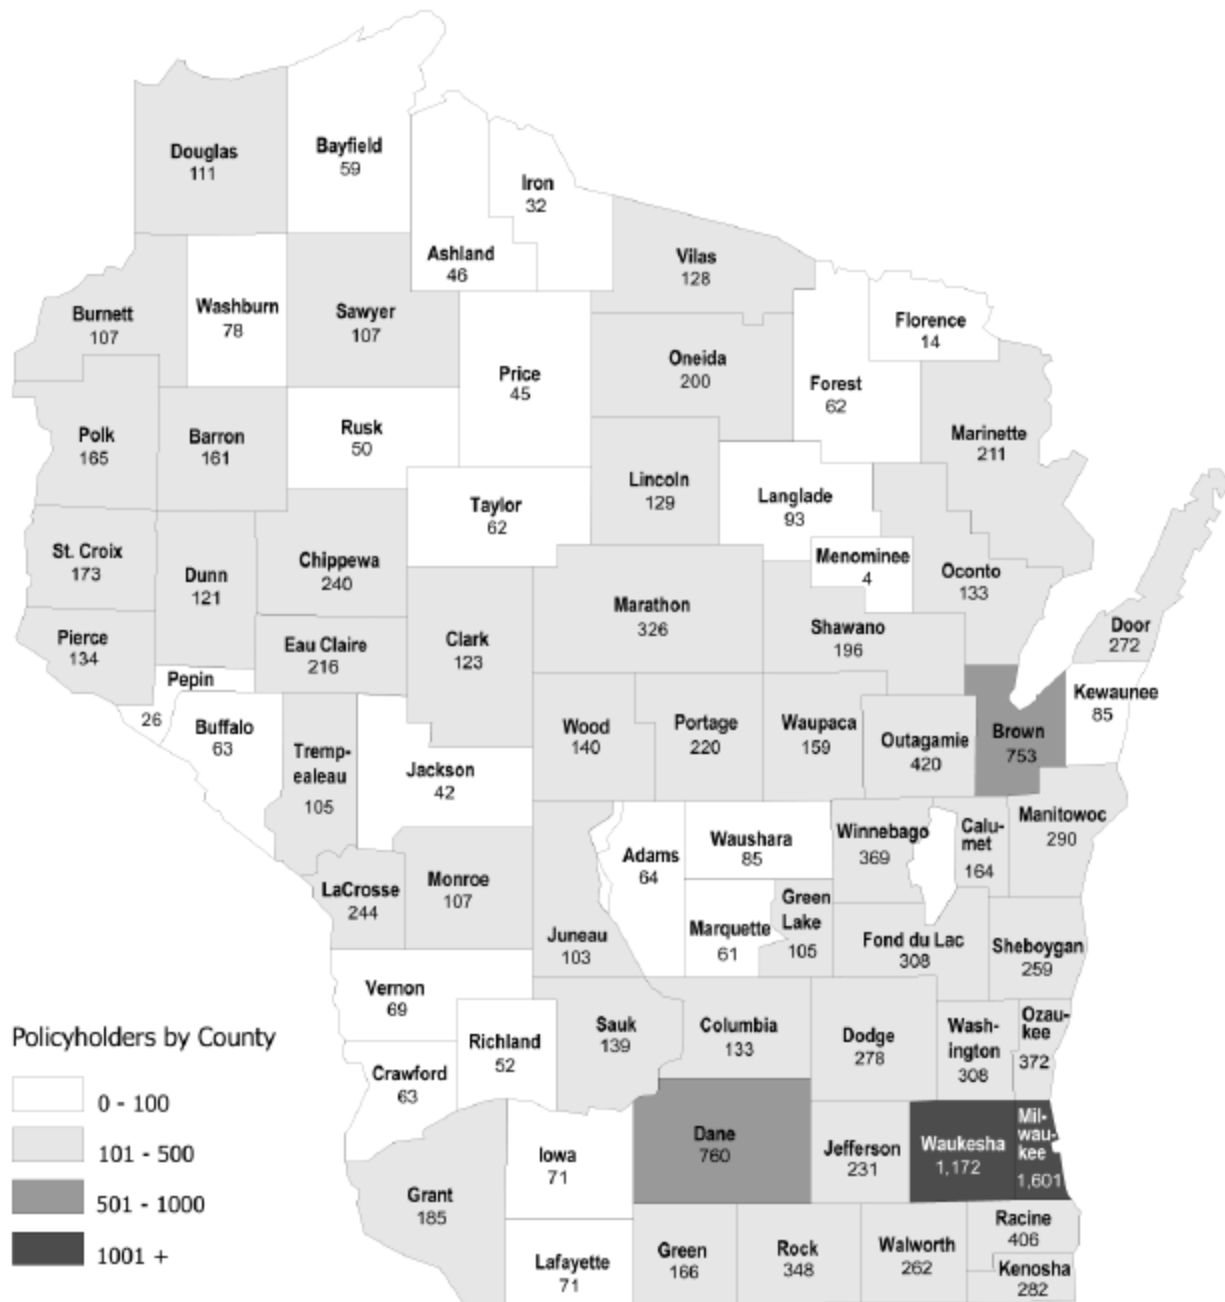 Douglas
111
Bayfield
59
Iron
32
Ashland
46
Vilas
128
Burnett
107
Washburn
78
Sawyer
107
Florence
14
Price
45
Oneida
200
Forest
62
Polk
165
Barron
161
Rusk
50
Marinette
211
Taylor
62
Lincoln
129
Langlade
93
St. Croix
173
Dunn
121
Chippewa
240
Menominee
4
Oconto
133
Pierce
134
Eau Claire
216
Clark
123
Marathon
326
Shawano
196
Door
272
Pepin
26
Buffalo
63
Tremp-
ealeau
105
Jackson
42
Wood
140
Portage
220
Waupaca
159
Outagamie
420
Brown
753
Kewaunee
85
LaCrosse
244
Monroe
107
Juneau
103
Adams
64
Waushara
85
Marquette
61
Green
Lake
105
Winnebago
369
Calu-
met
164
Manitowoc
290
Fond du Lac
308
Sheboygan
259
Vernon
69
Richland
52
Sauk
139
Columbia
133
Dodge
278
Wash-
ington
308
Ozau-
kee
372
Crawford
63
Grant
185
Iowa
71
Dane
760
Jefferson
231
Waukesha
1,172
Mil-
wau-
kee
1,601
Lafayette
71
Green
166
Rock
348
Walworth
262
Racine
406
Kenosha
282
Policyholders by County
0 - 100
101 - 500
501 - 1000
1001 +